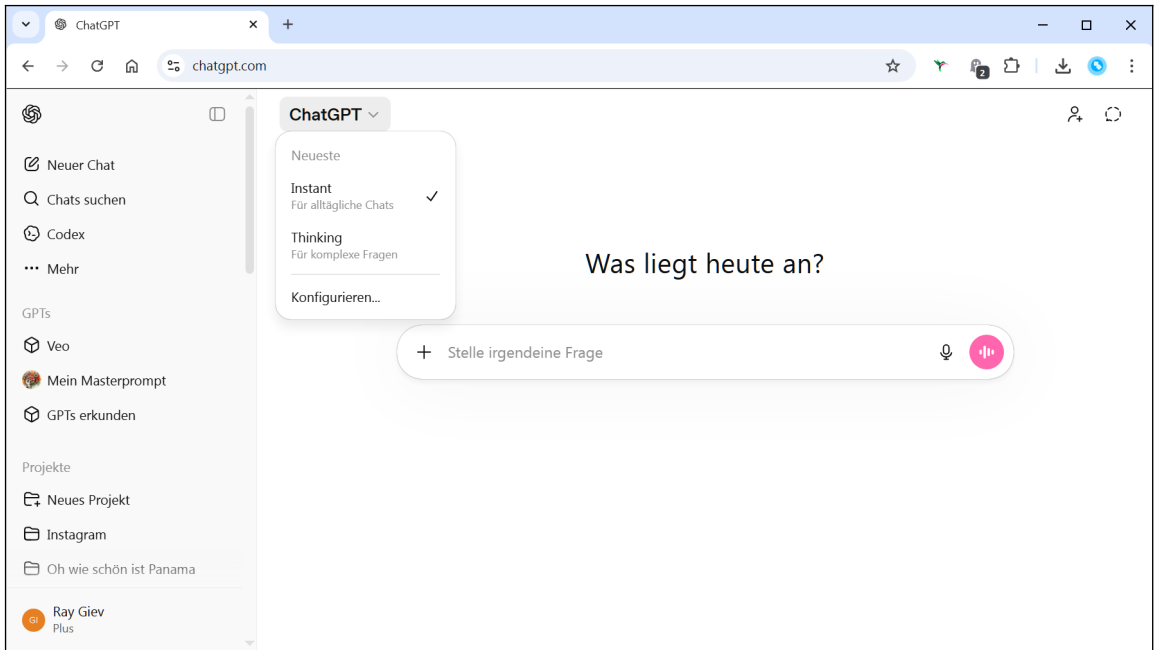 ChatGPT
chatgpt.com
2
Neuer Chat
Chats suchen
Codex
Mehr
GPTs
Veo
Mein Masterprompt
GPTs erkunden
Projekte
Neues Projekt
Instagram
Oh wie schön ist Panama
GI
Ray Giev
Plus
ChatGPT
Neueste
Instant
Für alltägliche Chats
Thinking
Für komplexe Fragen
Konfigurieren...
Was liegt heute an?
Stelle irgendeine Frage